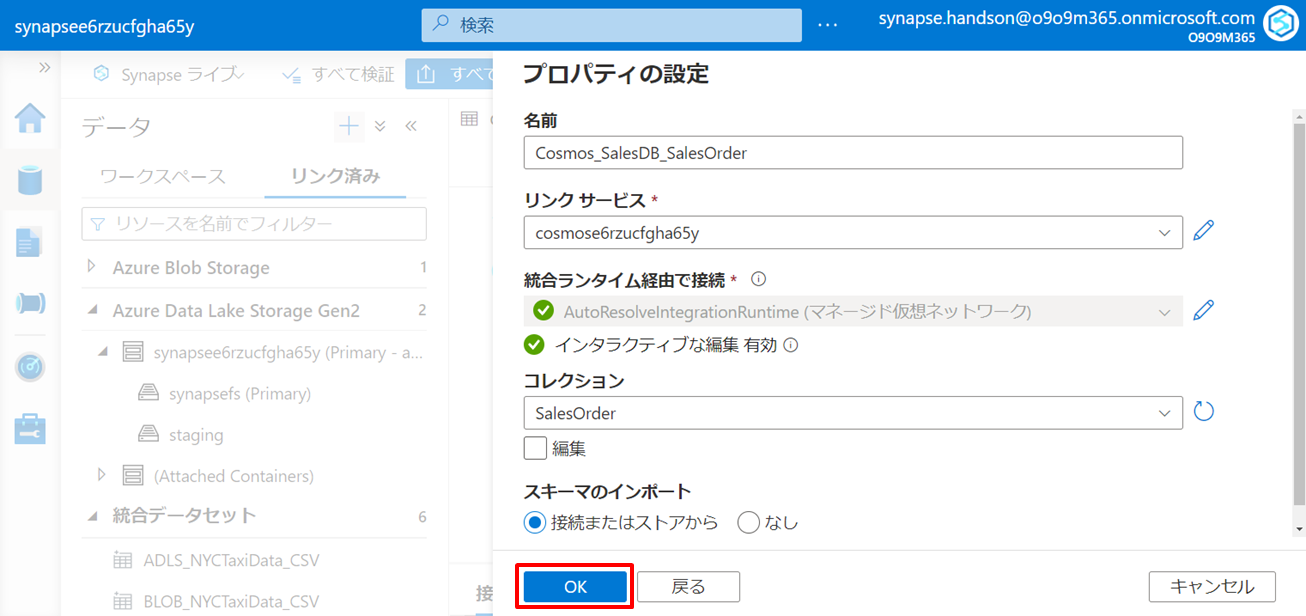 synapsee6rzucfgha65y
検索
...
synapse.handson@o9o9m365.onmicrosoft.com
O9O9M365
Synapse ライブ
すべて検証
すべて
データ
ワークスペース
リンク済み
リソースを名前でフィルター
Azure Blob Storage 1
Azure Data Lake Storage Gen2 2
synapsee6rzucfgha65y (Primary - a...
synapsefs (Primary)
staging
(Attached Containers)
統合データセット 6
ADLS_NYCTaxiData_CSV
BLOB_NYCTaxiData_CSV
接
プロパティの設定
名前
Cosmos_SalesDB_SalesOrder
リンク サービス *
cosmose6rzucfgha65y
統合ランタイム経由で接続 *
AutoResolveIntegrationRuntime (マネージド仮想ネットワーク)
インタラクティブな編集 有効
コレクション
SalesOrder
編集
スキーマのインポート
接続またはストアから なし
OK 戻る キャンセル